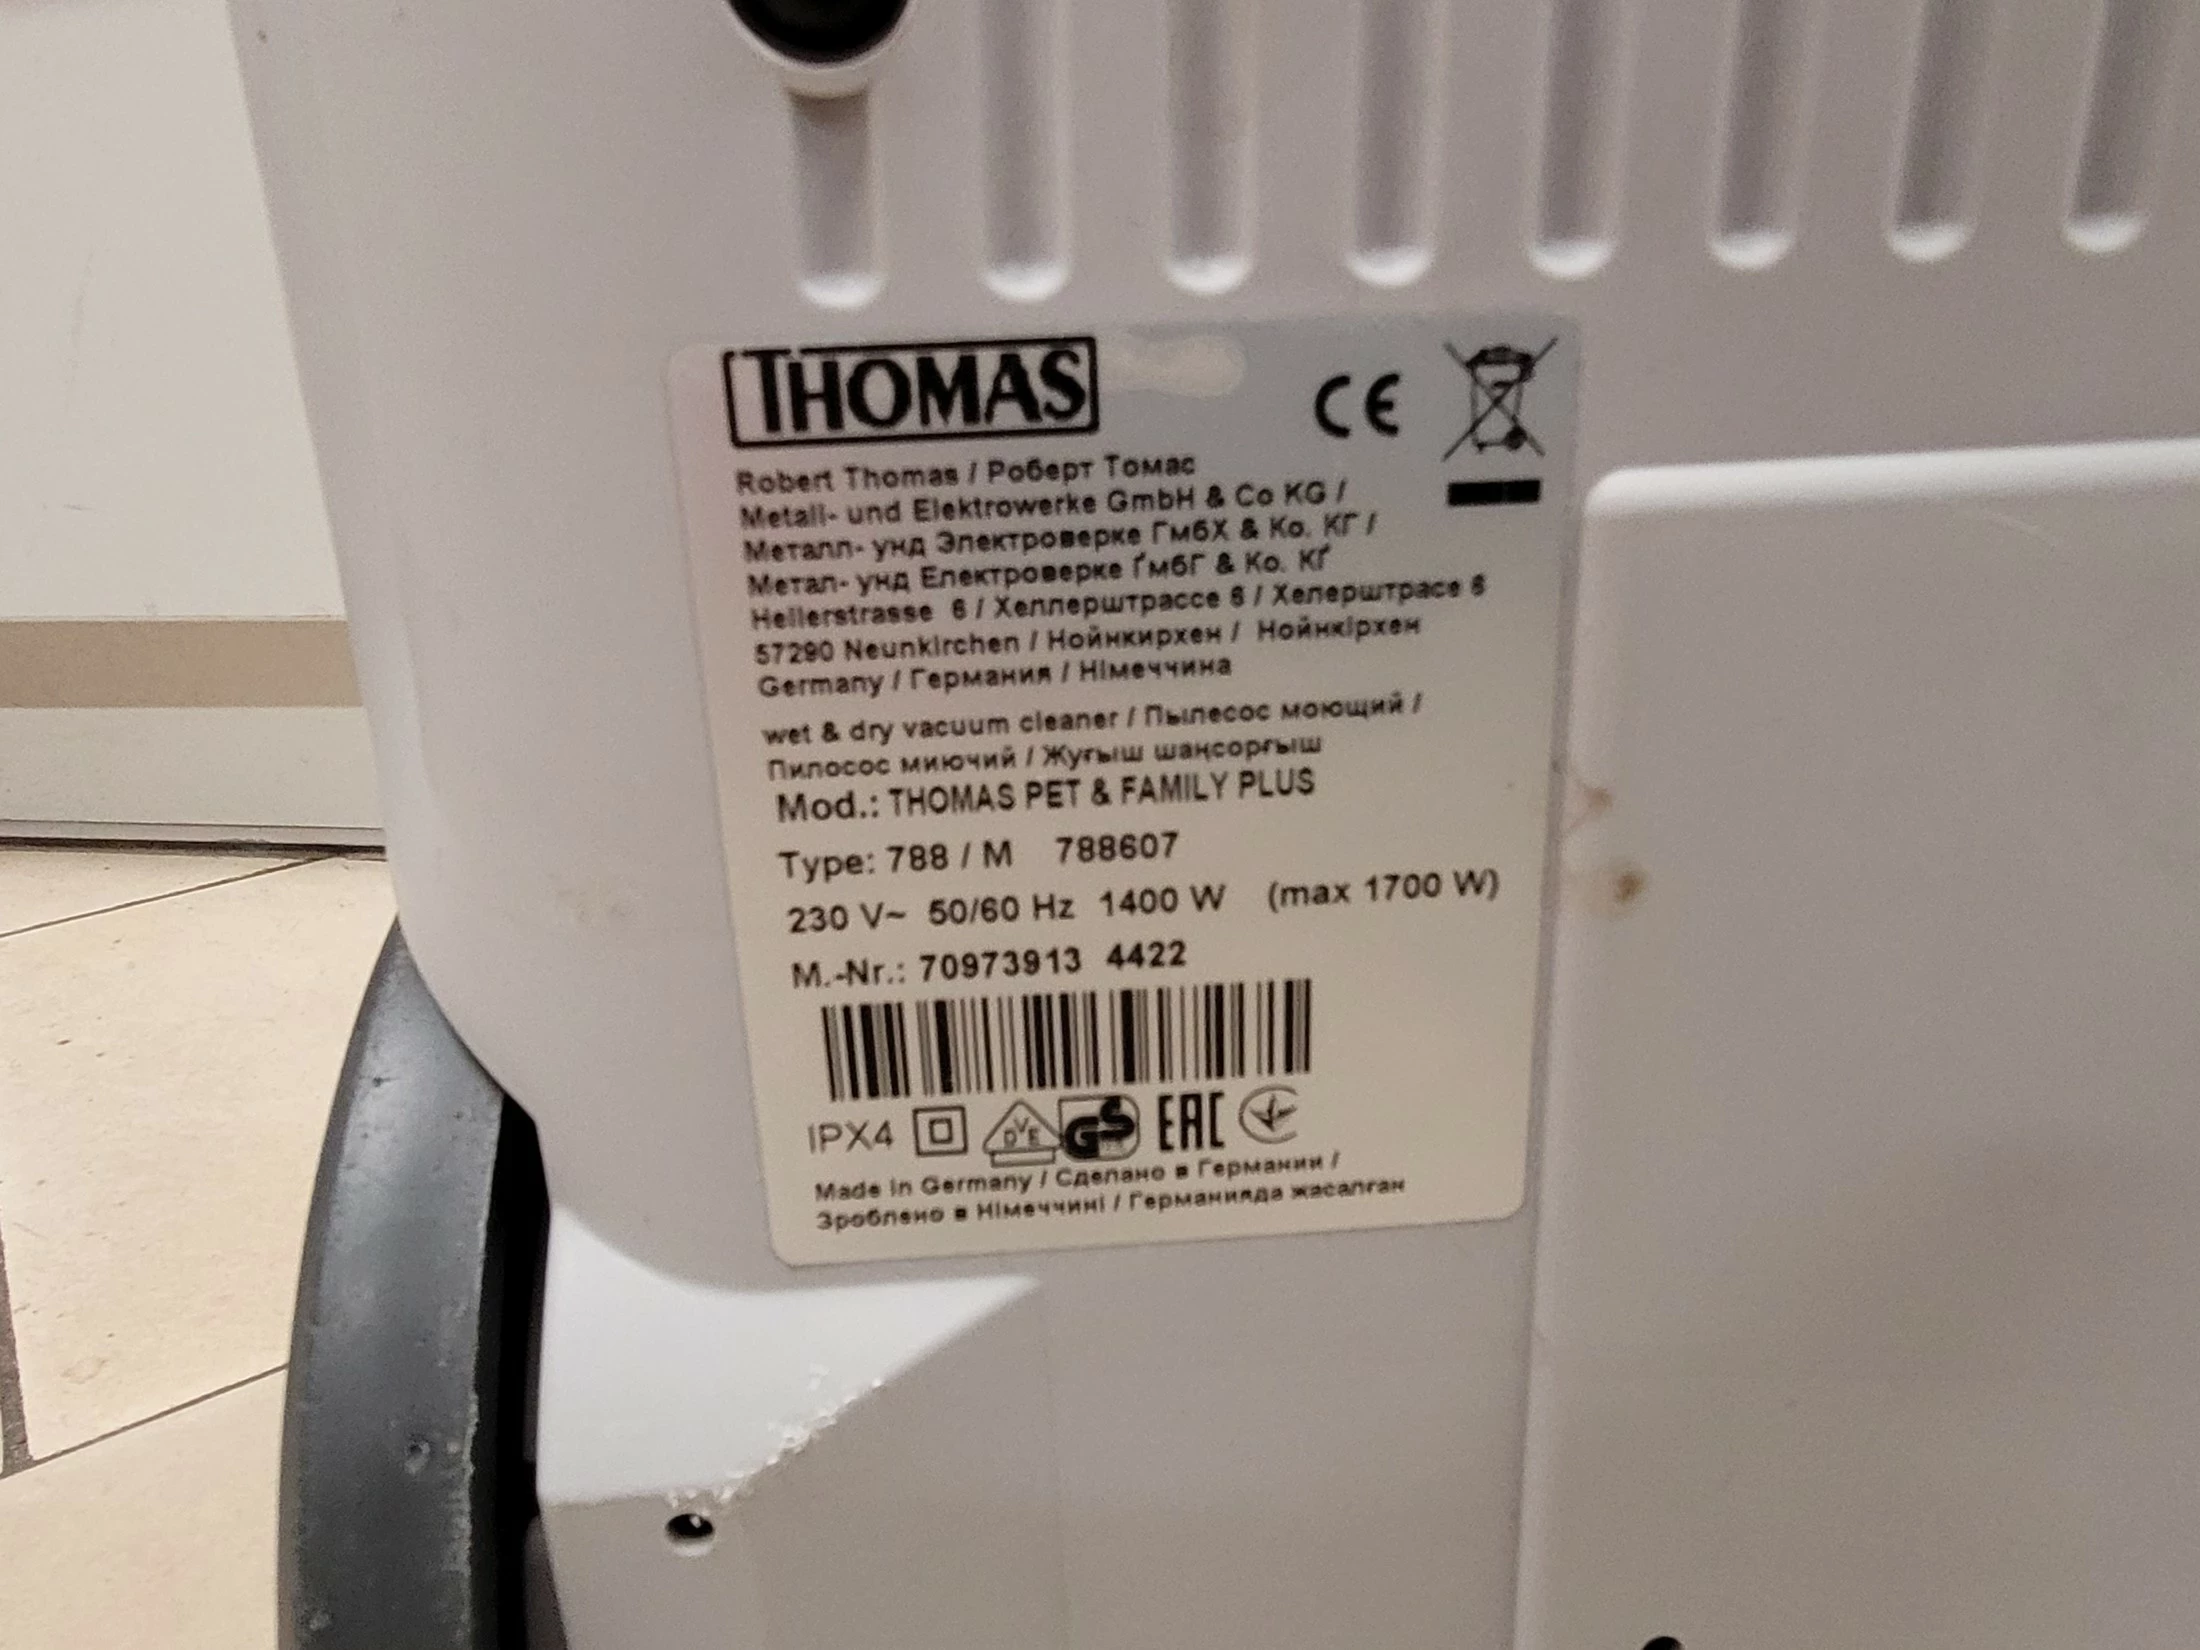 THOMAS
CE
Robert Thomas / Роберт Томас
Metall- und Elektrowerke GmbH & Co KG /
Металл- унд Электроверке ГмбХ & Ко. КГ /
Метал- унд Електроверке ҐмбГ & Ко. КҐ
Hellerstrasse 6 / Хеллерштрассе 6 / Хелерштрасе 6
57290 Neunkirchen / Нойнкирхен / Нойнкірхен
Germany / Германия / Німеччина
wet & dry vacuum cleaner / Пылесос моющий /
Пилосос миючий / Жуғыш шаңсорғыш
Mod.: THOMAS PET & FAMILY PLUS
Type: 788 / M 788607
230 V~ 50/60 Hz 1400 W (max 1700 W)
M.-Nr.: 70973913 4422
IPX4 DVE GS EAC
Made in Germany / Сделано в Германии /
Зроблено в Німеччині / Германияда жасалған